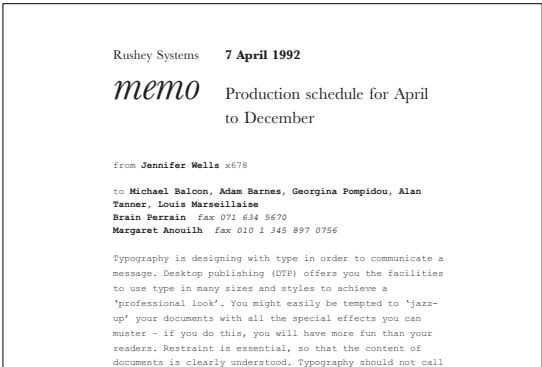 Rushey Systems 7 April 1992
memo Production schedule for April
to December
from Jennifer Wells x678
to Michael Balcon, Adam Barnes, Georgina Pompidou, Alan
Tanner, Louis Marseillaise
Brain Perrain fax 071 634 5670
Margaret Anouilh fax 010 1 345 897 0756
Typography is designing with type in order to communicate a
message. Desktop publishing (DTP) offers you the facilities
to use type in many sizes and styles to achieve a
‘professional look’. You might easily be tempted to ‘jazz-
up’ your documents with all the special effects you can
muster – if you do this, you will have more fun than your
readers. Restraint is essential, so that the content of
documents is clearly understood. Typography should not call